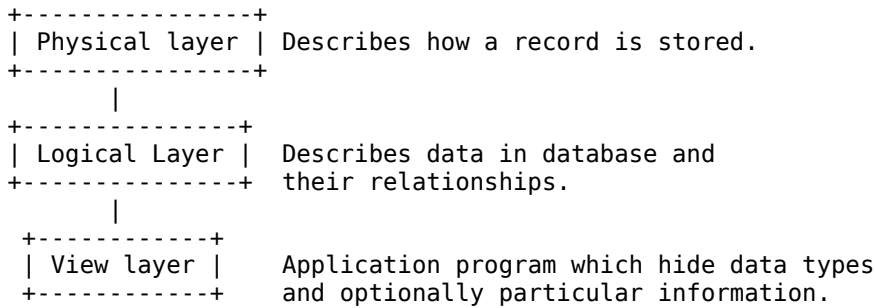 Physical layer Describes how a record is stored.
Logical Layer Describes data in database and
their relationships.
View layer Application program which hide data types
and optionally particular information.